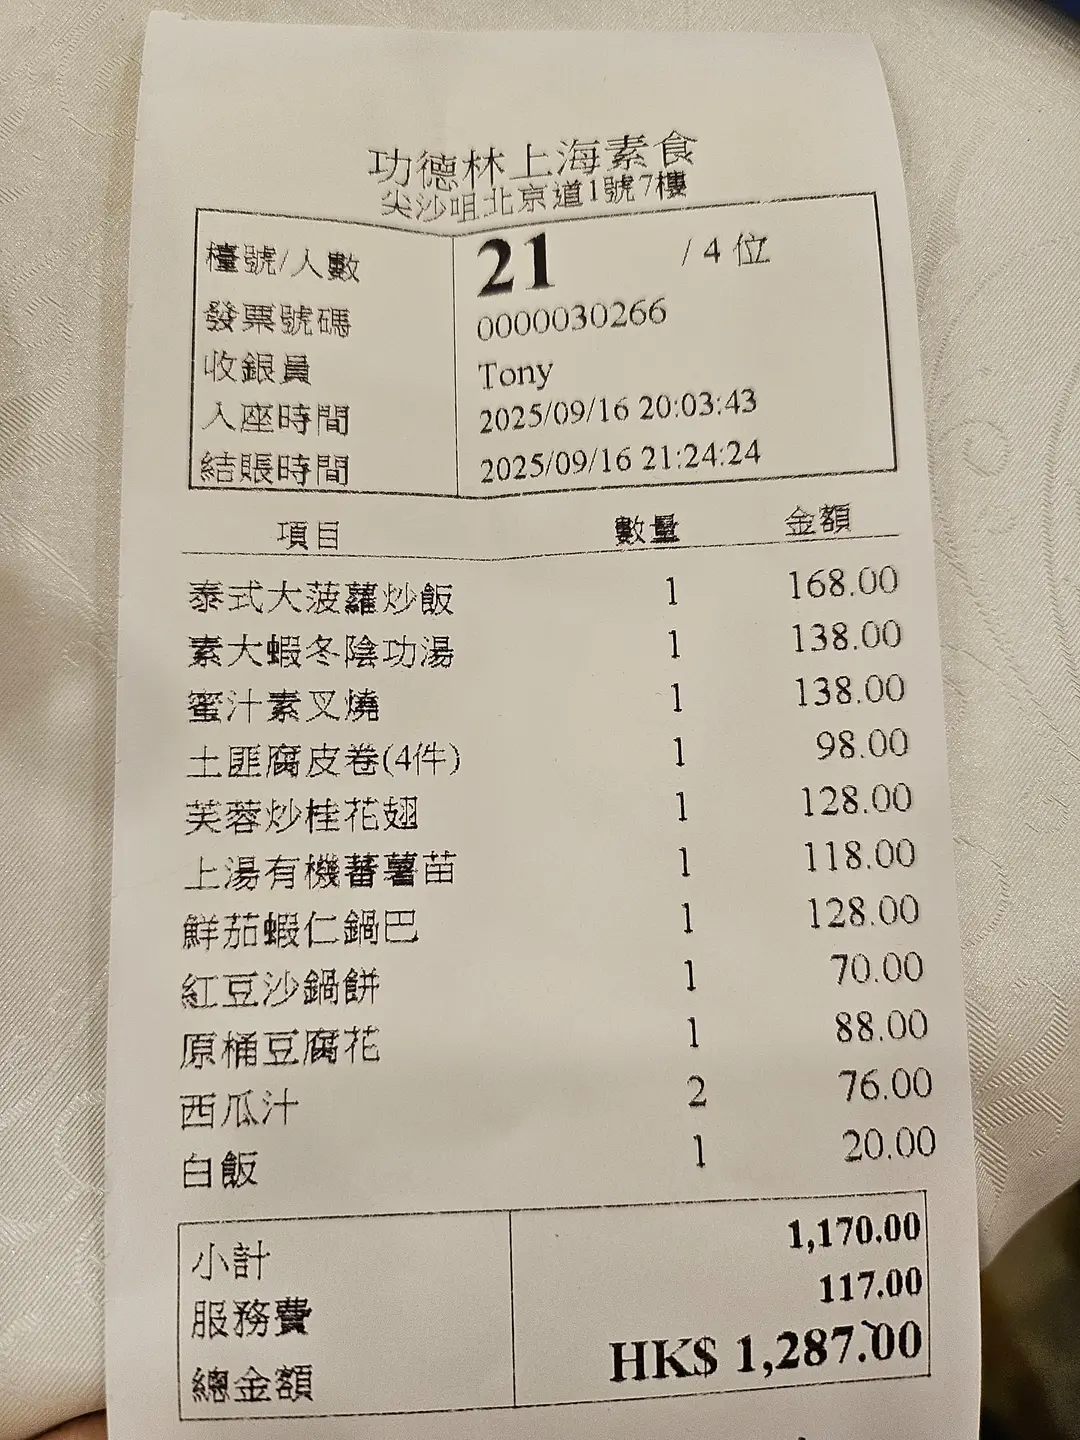 功德林上海素食
尖沙咀北京道1號7樓
檯號/人數 21 / 4 位
發票號碼 0000030266
收銀員 Tony
入座時間 2025/09/16 20:03:43
結賬時間 2025/09/16 21:24:24
項目 數量 金額
泰式大菠蘿炒飯 1 168.00
素大蝦冬陰功湯 1 138.00
蜜汁素叉燒 1 138.00
土匪腐皮卷(4件) 1 98.00
芙蓉炒桂花翅 1 128.00
上湯有機蕃薯苗 1 118.00
鮮茄蝦仁鍋巴 1 128.00
紅豆沙鍋餅 1 70.00
原桶豆腐花 1 88.00
西瓜汁 2 76.00
白飯 1 20.00
小計 1,170.00
服務費 117.00
總金額 HK$ 1,287.00